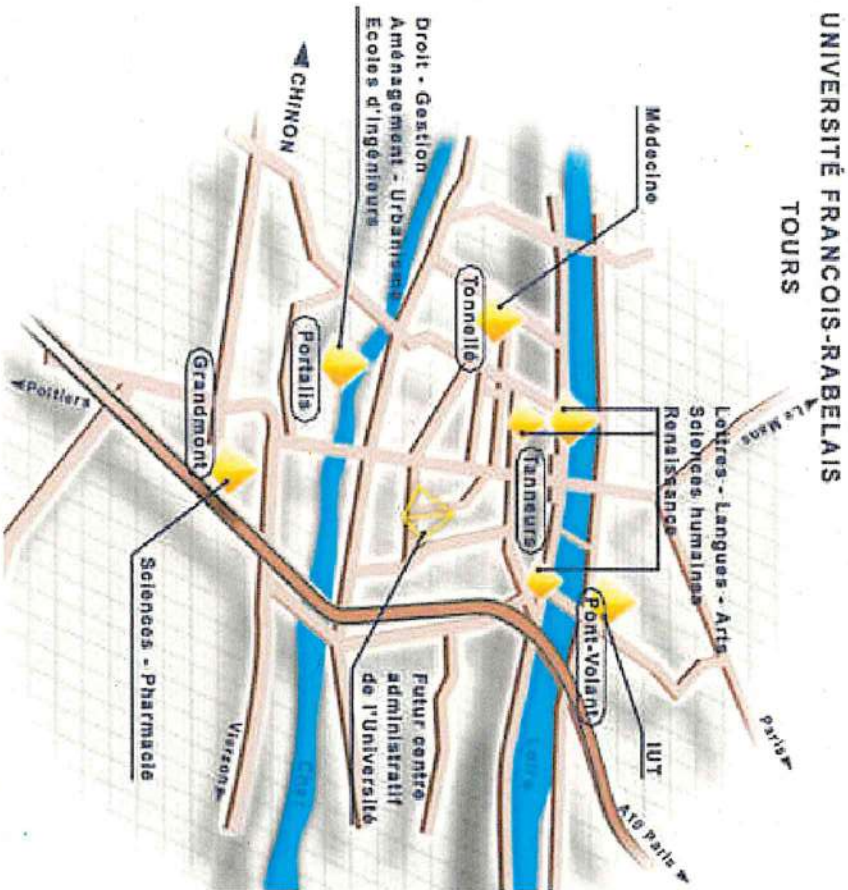 UNIVERSITÉ FRANCOIS-RABELAIS
TOURS
Le Mans
Paris
A10 Paris
Lettres - Langues - Arts
Sciences humaines
Renaissance
Médecine
IUT
Pont-Volant
Tanneurs
Loire
Tonnellé
Droit - Gestion
Aménagement - Urbanisme
Ecoles d'Ingénieurs
Futur centre
administratif
de l'Université
Portalis
Cher
CHINON
Grandmont
Vierzon
Sciences - Pharmacie
Poitiers